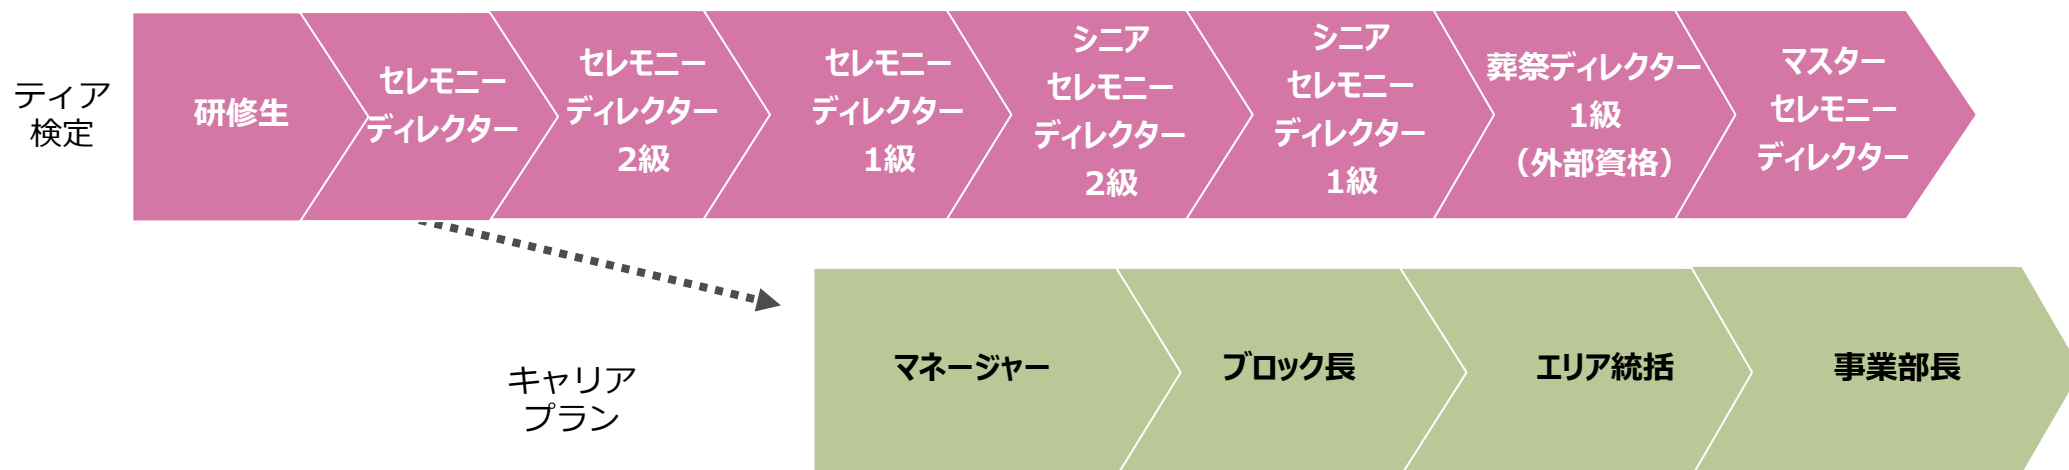 ティア
検定
研修生
セレモニー
ディレクター
セレモニー
ディレクター
2級
セレモニー
ディレクター
1級
シニア
セレモニー
ディレクター
2級
シニア
セレモニー
ディレクター
1級
葬祭ディレクター
1級
（外部資格）
マスター
セレモニー
ディレクター
キャリア
プラン
マネージャー
ブロック長
エリア統括
事業部長